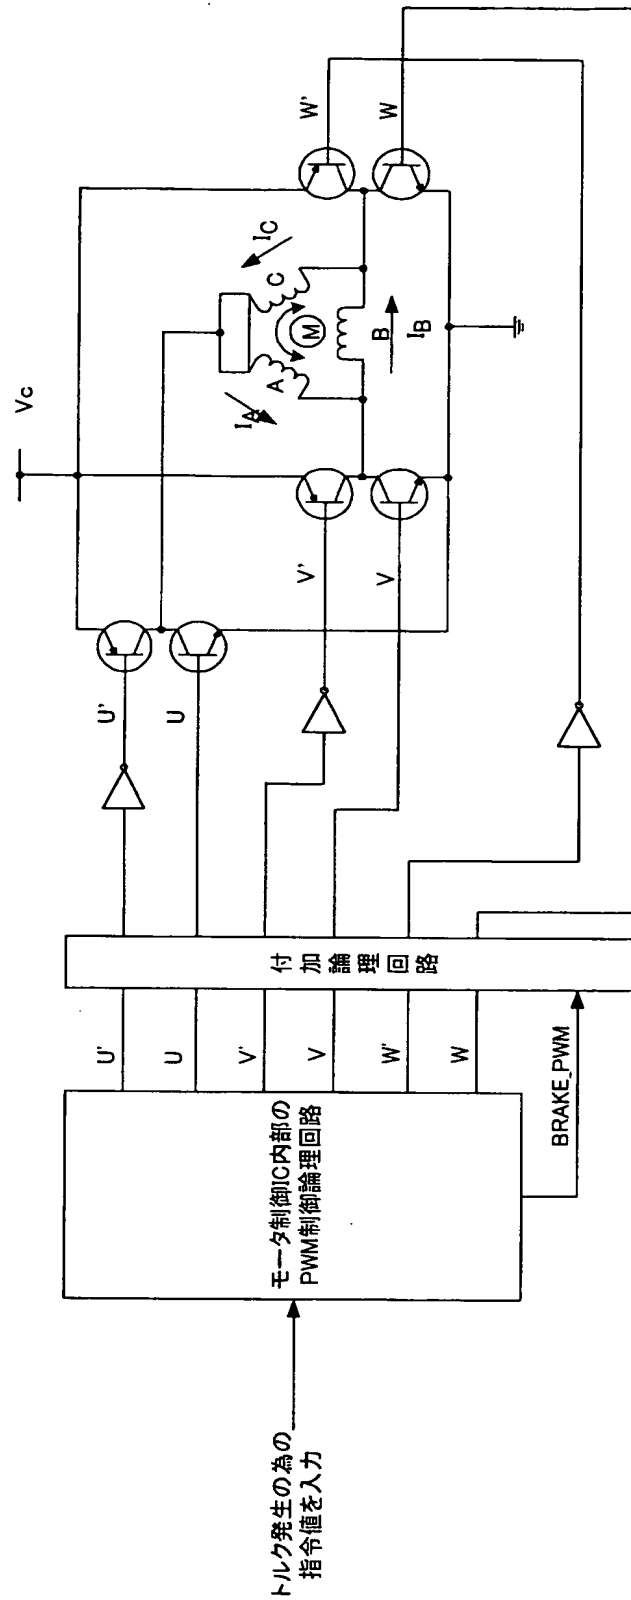 トルク発生の為の
指令値を入力
モータ制御IC内部の
PWM制御論理回路
U'
U
V'
V
W'
W
BRAKE_PWM
付加論理回路
U'
U
V'
V
W'
W
Vc
IA
A
M
C
IC
B
IB